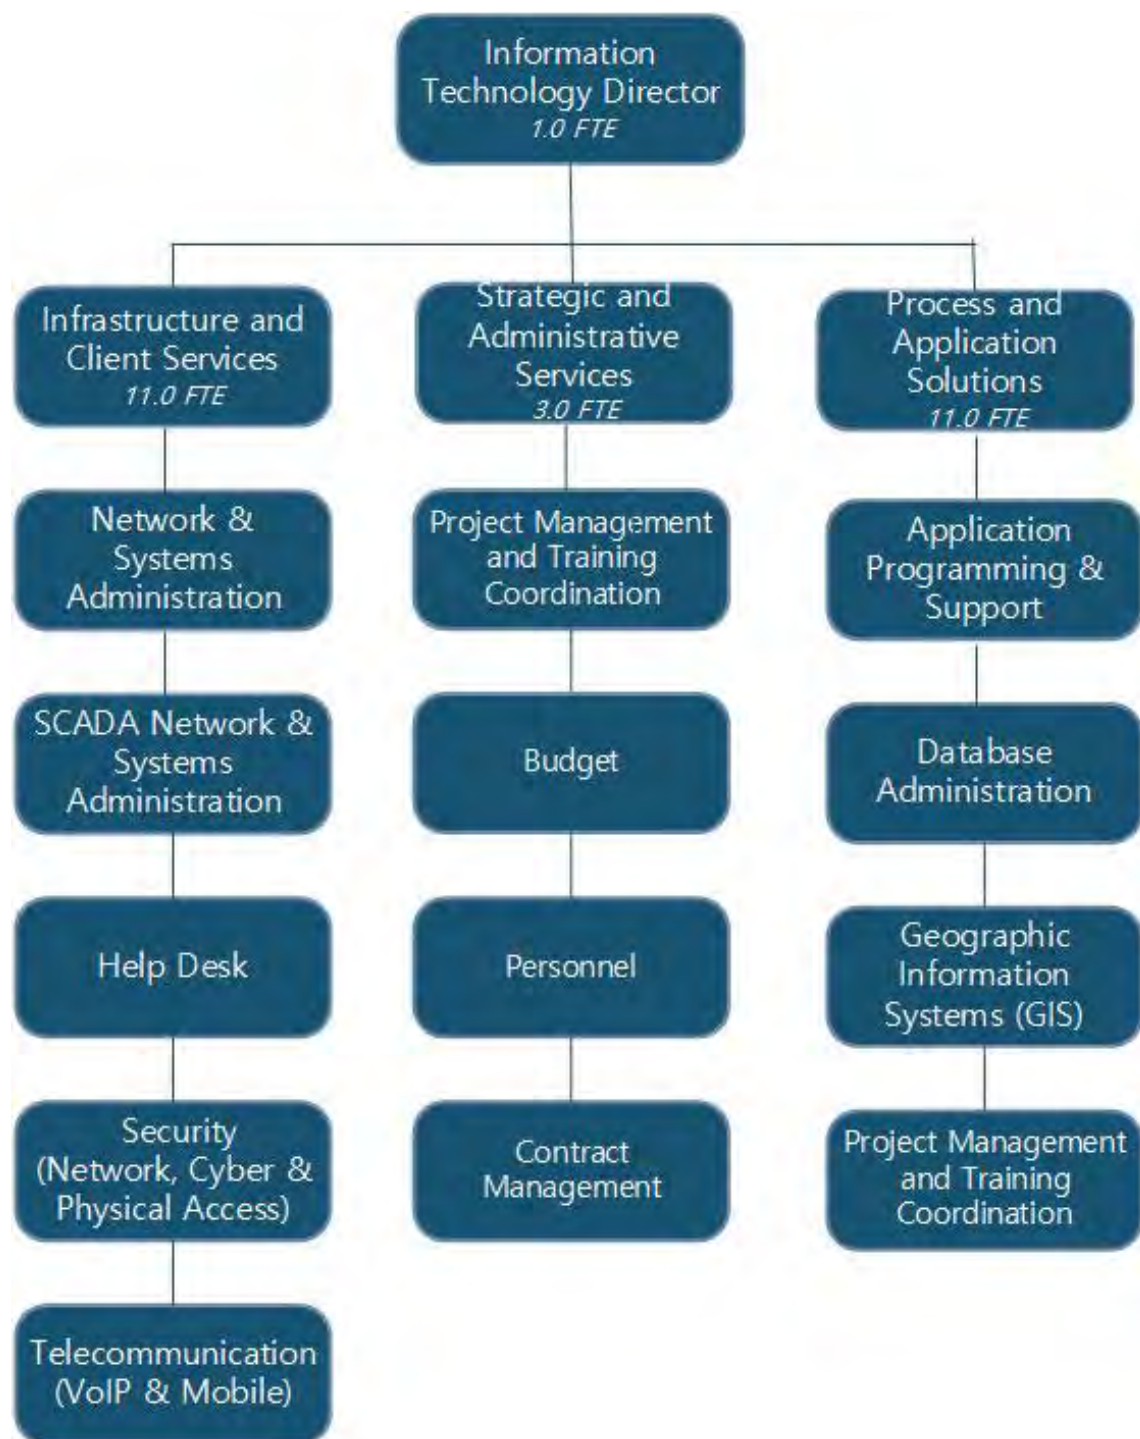 Information
Technology Director
1.0 FTE
Infrastructure and
Client Services
11.0 FTE
Network &
Systems
Administration
SCADA Network &
Systems
Administration
Help Desk
Security
(Network, Cyber &
Physical Access)
Telecommunication
(VoIP & Mobile)
Strategic and
Administrative
Services
3.0 FTE
Project Management
and Training
Coordination
Budget
Personnel
Contract
Management
Process and
Application
Solutions
11.0 FTE
Application
Programming &
Support
Database
Administration
Geographic
Information
Systems (GIS)
Project Management
and Training
Coordination